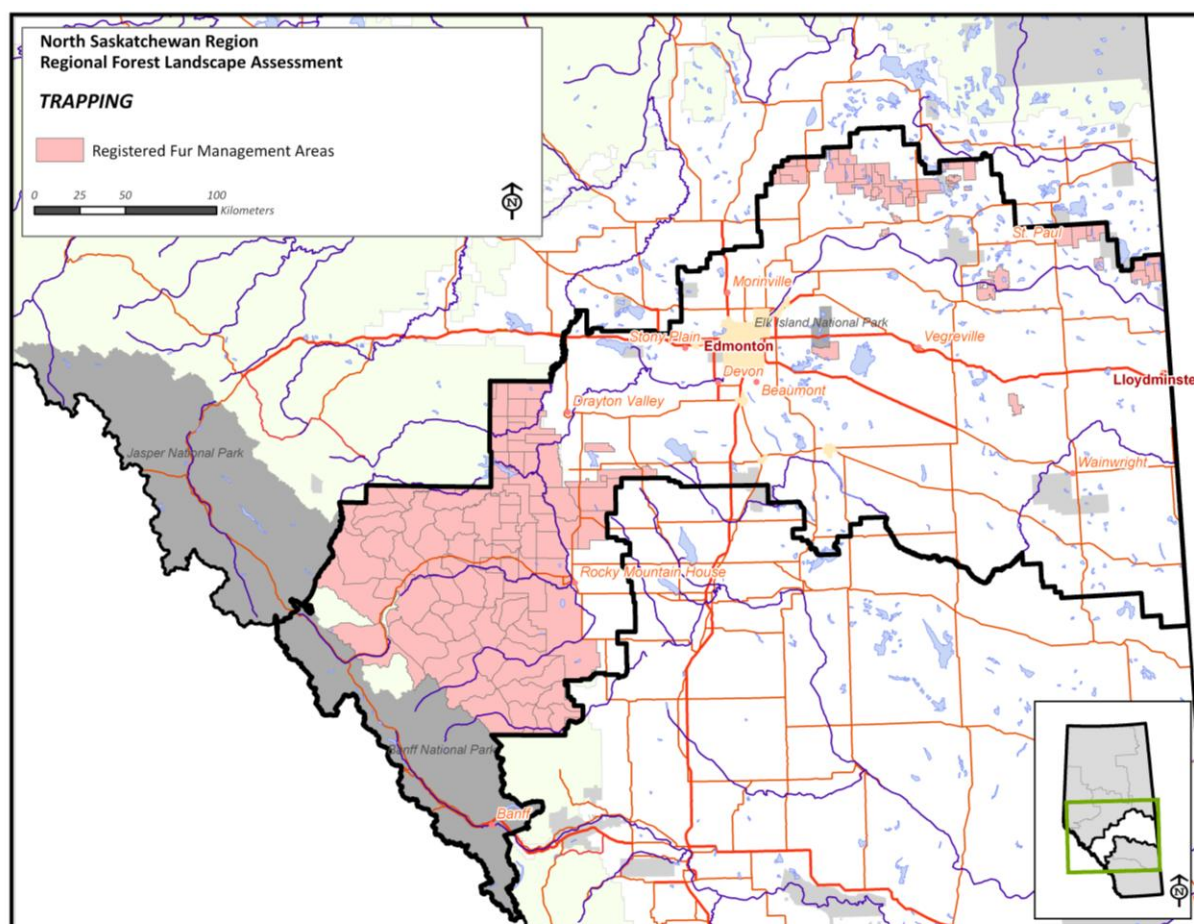 North Saskatchewan Region
Regional Forest Landscape Assessment
TRAPPING
Registered Fur Management Areas
0 25 50 100
Kilometers
N
St. Paul
Morinville
Elk Island National Park
Stony Plain
Edmonton
Vegreville
Devon
Beaumont
Lloydminste
Drayton Valley
Jasper National Park
Wainwright
Rocky Mountain House
Banff National Park
Banff
N